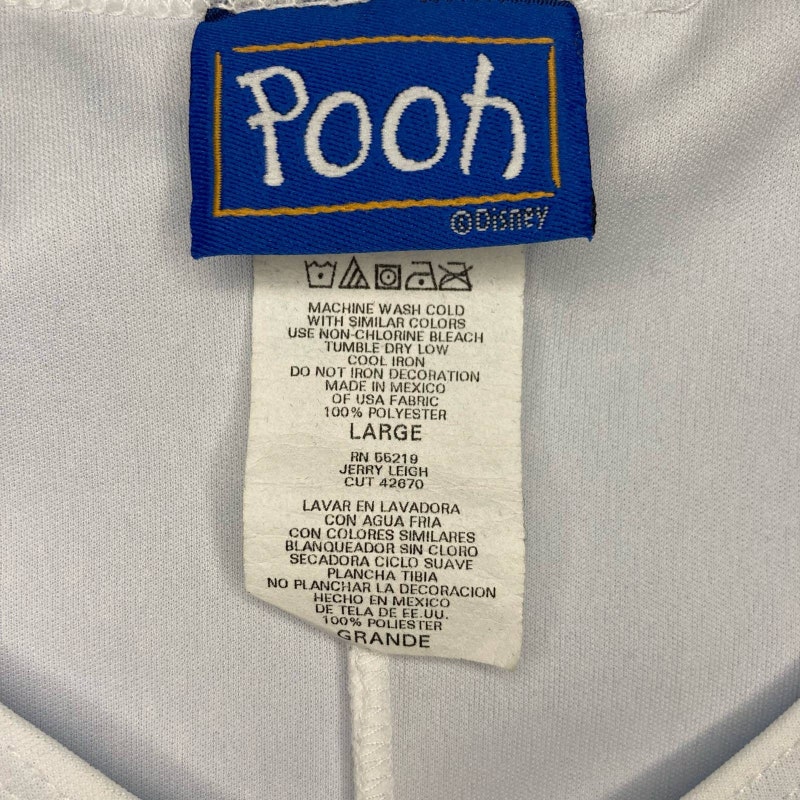 Pooh
©Disney
MACHINE WASH COLD
WITH SIMILAR COLORS
USE NON-CHLORINE BLEACH
TUMBLE DRY LOW
COOL IRON
DO NOT IRON DECORATION
MADE IN MEXICO
OF USA FABRIC
100% POLYESTER
LARGE
RN 55219
JERRY LEIGH
CUT 42670
LAVAR EN LAVADORA
CON AGUA FRIA
CON COLORES SIMILARES
BLANQUEADOR SIN CLORO
SECADORA CICLO SUAVE
PLANCHA TIBIA
NO PLANCHAR LA DECORACION
HECHO EN MEXICO
DE TELA DE EE.UU.
100% POLIESTER
GRANDE